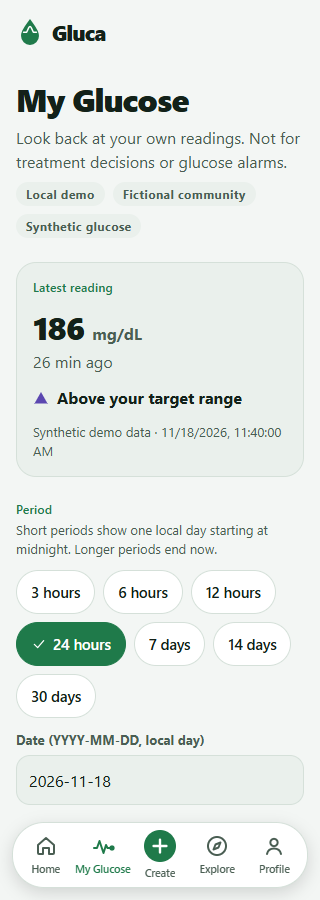 Gluca
My Glucose
Look back at your own readings. Not for
treatment decisions or glucose alarms.
Local demo
Fictional community
Synthetic glucose
Latest reading
186 mg/dL
26 min ago
Above your target range
Synthetic demo data · 11/18/2026, 11:40:00
AM
Period
Short periods show one local day starting at
midnight. Longer periods end now.
3 hours
6 hours
12 hours
24 hours
7 days
14 days
30 days
Date (YYYY-MM-DD, local day)
2026-11-18
Home
My Glucose
Create
Explore
Profile